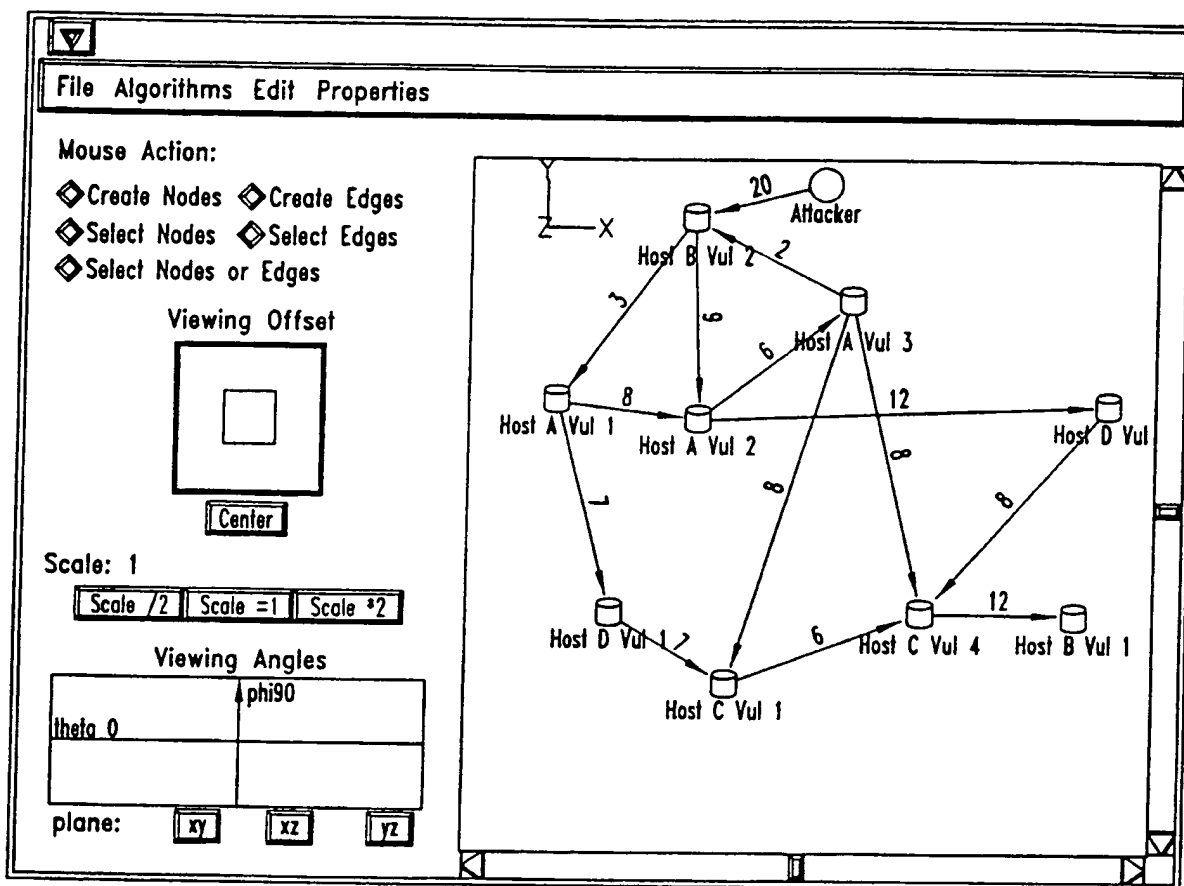 File Algorithms Edit Properties
Mouse Action:
Create Nodes Create Edges
Select Nodes Select Edges
Select Nodes or Edges
Viewing Offset
Center
Scale: 1
Scale /2 Scale =1 Scale *2
Viewing Angles
phi90
theta 0
plane: xy xz yz
Y
Z X
20
Attacker
Host B Vul 2
2
3
6
Host A Vul 3
6
8
12
Host A Vul 1
Host A Vul 2
Host D Vul
8
8
8
7
12
Host D Vul 1
7
6
Host C Vul 4
Host B Vul 1
Host C Vul 1